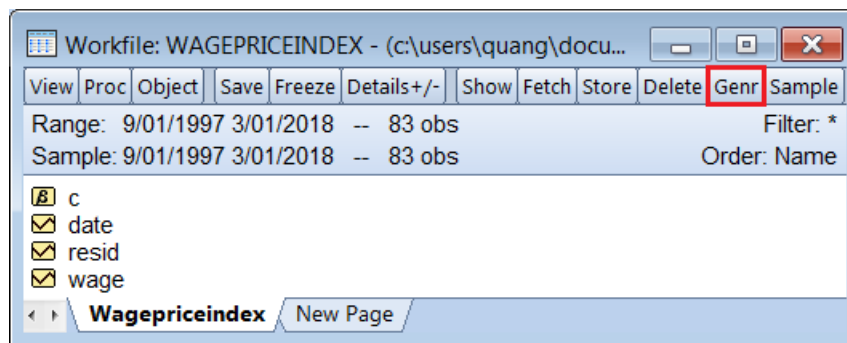 Workfile: WAGEPRICEINDEX - (c:\users\quang\docu...
View Proc Object Save Freeze Details+/- Show Fetch Store Delete Genr Sample
Range: 9/01/1997 3/01/2018 -- 83 obs Filter: *
Sample: 9/01/1997 3/01/2018 -- 83 obs Order: Name
β c
date
resid
wage
Wagepriceindex New Page